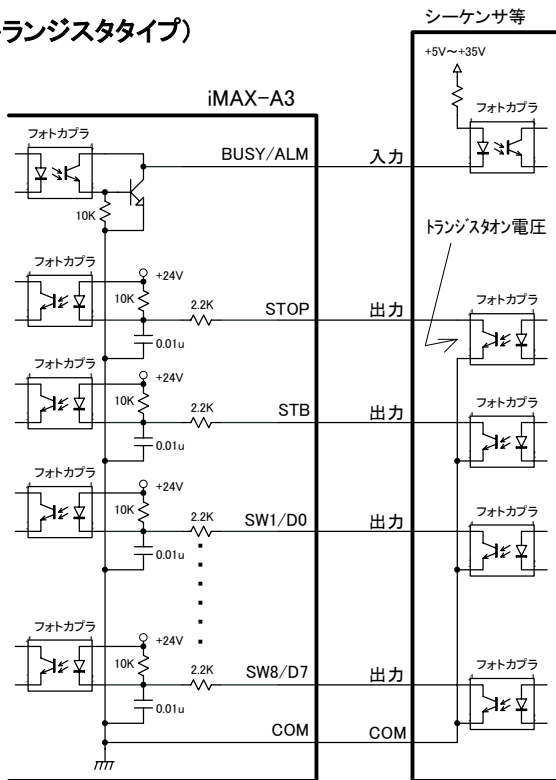 ランジスタタイプ）
シーケンサ等
+5V～+35V
iMAX-A3
フォトカプラ
フォトカプラ
BUSY/ALM
入力
10K
トランジスタオン電圧
フォトカプラ
+24V
フォトカプラ
10K
2.2K
STOP
出力
0.01u
フォトカプラ
+24V
フォトカプラ
10K
2.2K
STB
出力
0.01u
フォトカプラ
+24V
フォトカプラ
10K
2.2K
SW1/D0
出力
0.01u
フォトカプラ
+24V
フォトカプラ
10K
2.2K
SW8/D7
出力
0.01u
COM
COM